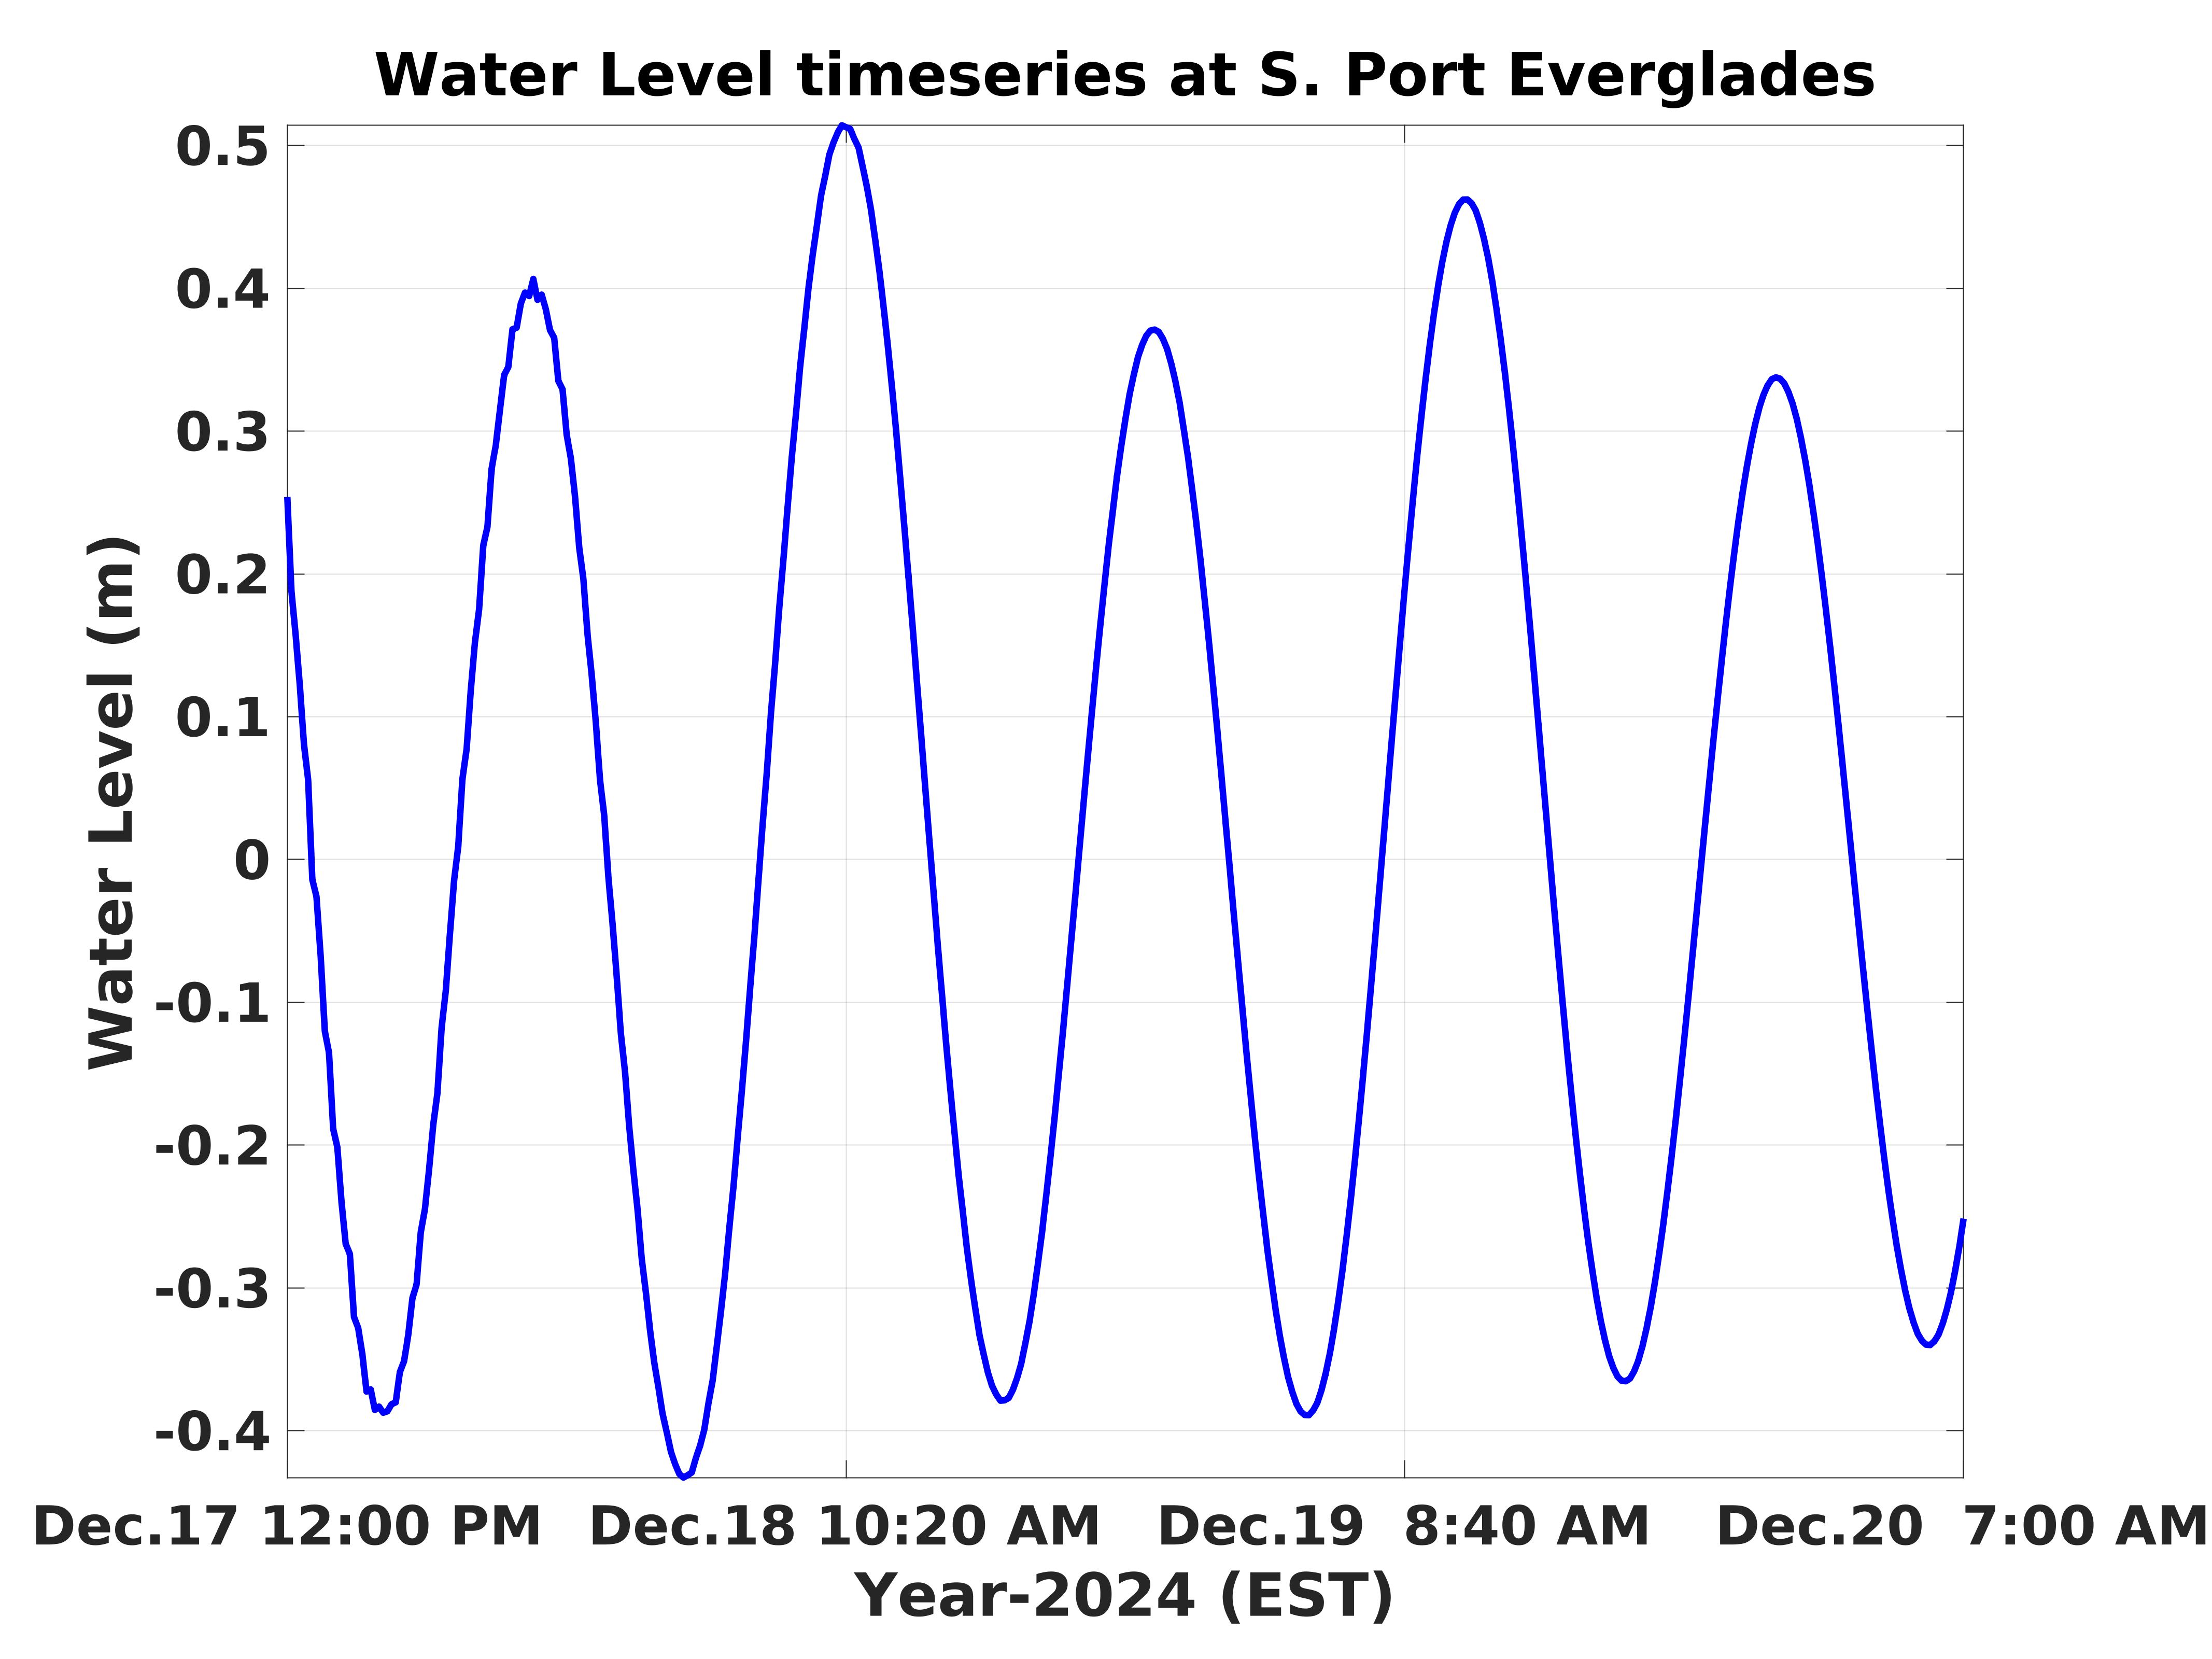 Water Level timeseries at S. Port Everglades
Water Level (m)
0.5
0.4
0.3
0.2
0.1
0
-0.1
-0.2
-0.3
-0.4
Dec.17 12:00 PM Dec.18 10:20 AM Dec.19 8:40 AM Dec.20 7:00 AM
Year-2024 (EST)